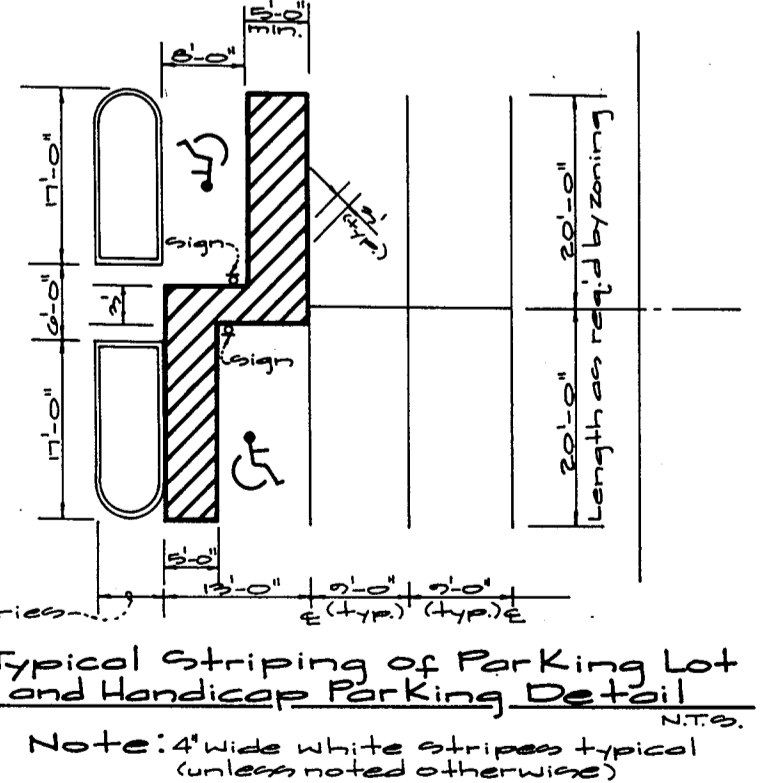 5'-0"
min.
8'-0"
17'-0"
sign
3'
(typ.)
20'-0"
6'-0"
3'
sign
17'-0"
20'-0"
Length as req'd by zoning
5'-0"
13'-0"
9'-0"
9'-0"
ries
℄
(typ.)
(typ.)
℄
Typical Striping of Parking Lot
and Handicap Parking Detail
N.T.S.
Note: 4" wide white stripes typical
(unless noted otherwise)